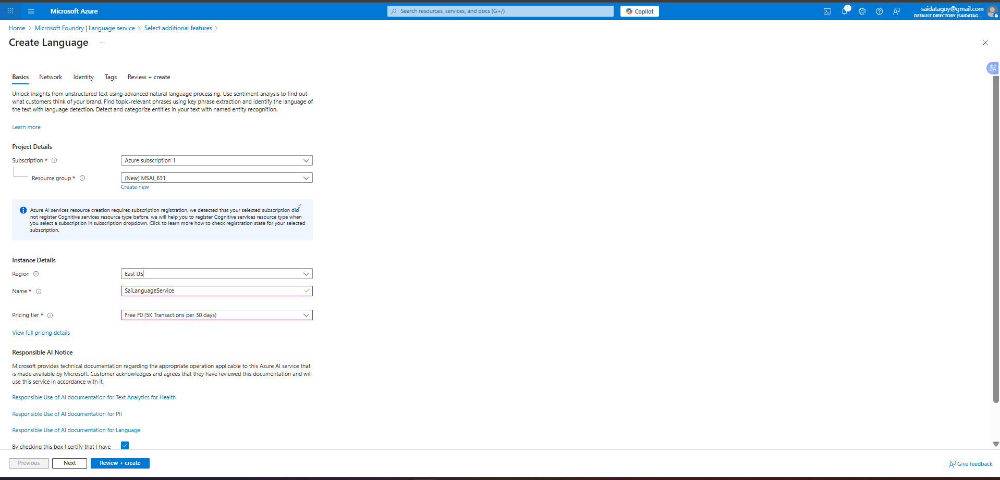 Microsoft Azure
Search resources, services, and docs (G+/)
Copilot
1
saidataguy@gmail.com
DEFAULT DIRECTORY (SAIDATAG...
Home > Microsoft Foundry | Language service > Select additional features >
Create Language ...
Basics Network Identity Tags Review + create
Unlock insights from unstructured text using advanced natural language processing. Use sentiment analysis to find out
what customers think of your brand. Find topic-relevant phrases using key phrase extraction and identify the language of
the text with language detection. Detect and categorize entities in your text with named entity recognition.
Learn more
Project Details
Subscription * Azure subscription 1
Resource group * (New) MSAI_631
Create new
Azure AI services resource creation requires subscription registration, we detected that your selected subscription did
not register Cognitive services resource type before, we will help you to register Cognitive services resource type when
you select a subscription in subscription dropdown. Click to learn more how to check registration state for your selected
subscription.
Instance Details
Region East US
Name * SaiLanguageService
Pricing tier * Free F0 (5K Transactions per 30 days)
View full pricing details
Responsible AI Notice
Microsoft provides technical documentation regarding the appropriate operation applicable to this Azure AI service that
is made available by Microsoft. Customer acknowledges and agrees that they have reviewed this documentation and will
use this service in accordance with it.
Responsible Use of AI documentation for Text Analytics for Health
Responsible Use of AI documentation for PII
Responsible Use of AI documentation for Language
By checking this box I certify that I have
Previous Next Review + create
Give feedback